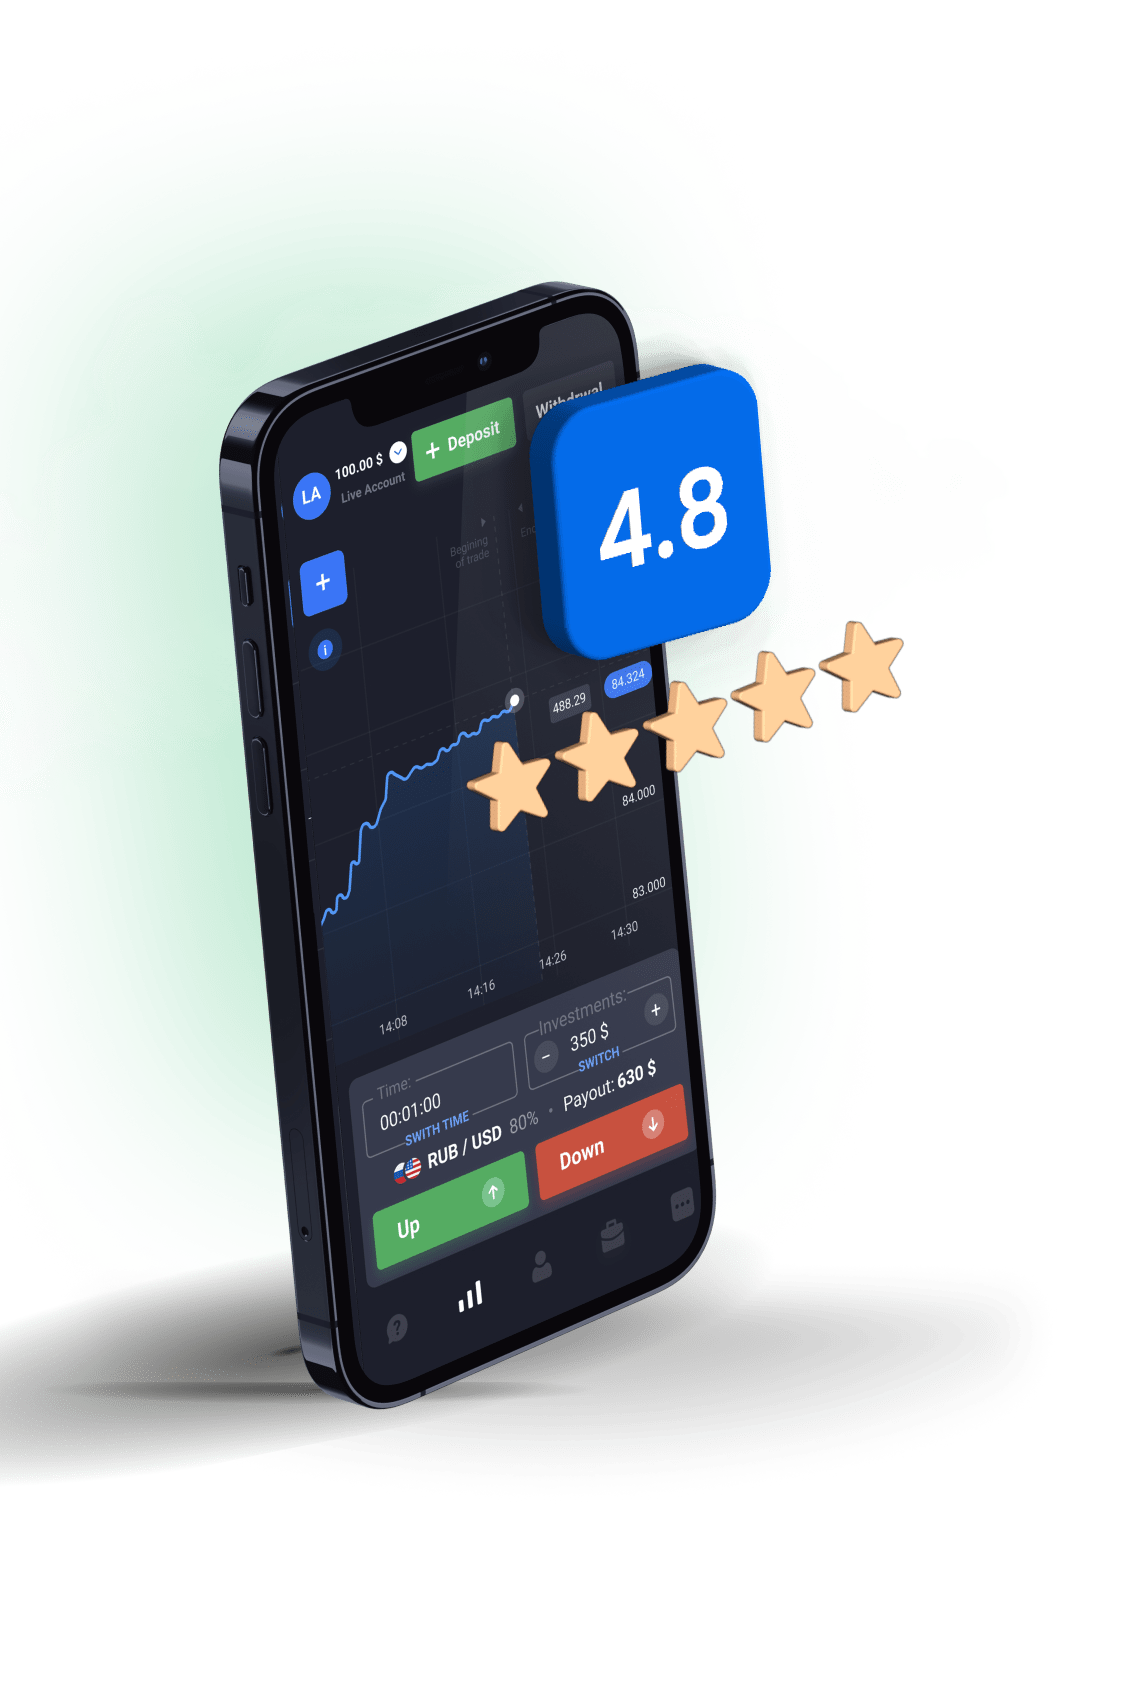 LA
100.00 $
Live Account
+ Deposit
Withdrwal
4.8
Begining
of trade
+
i
488.29
84.324
84.000
83.000
14:30
14:26
14:16
14:08
Time:
00:01:00
SWITH TIME
Investments:
− 350 $ +
SWITCH
RUB / USD 80% • Payout: 630 $
Up
Down
?